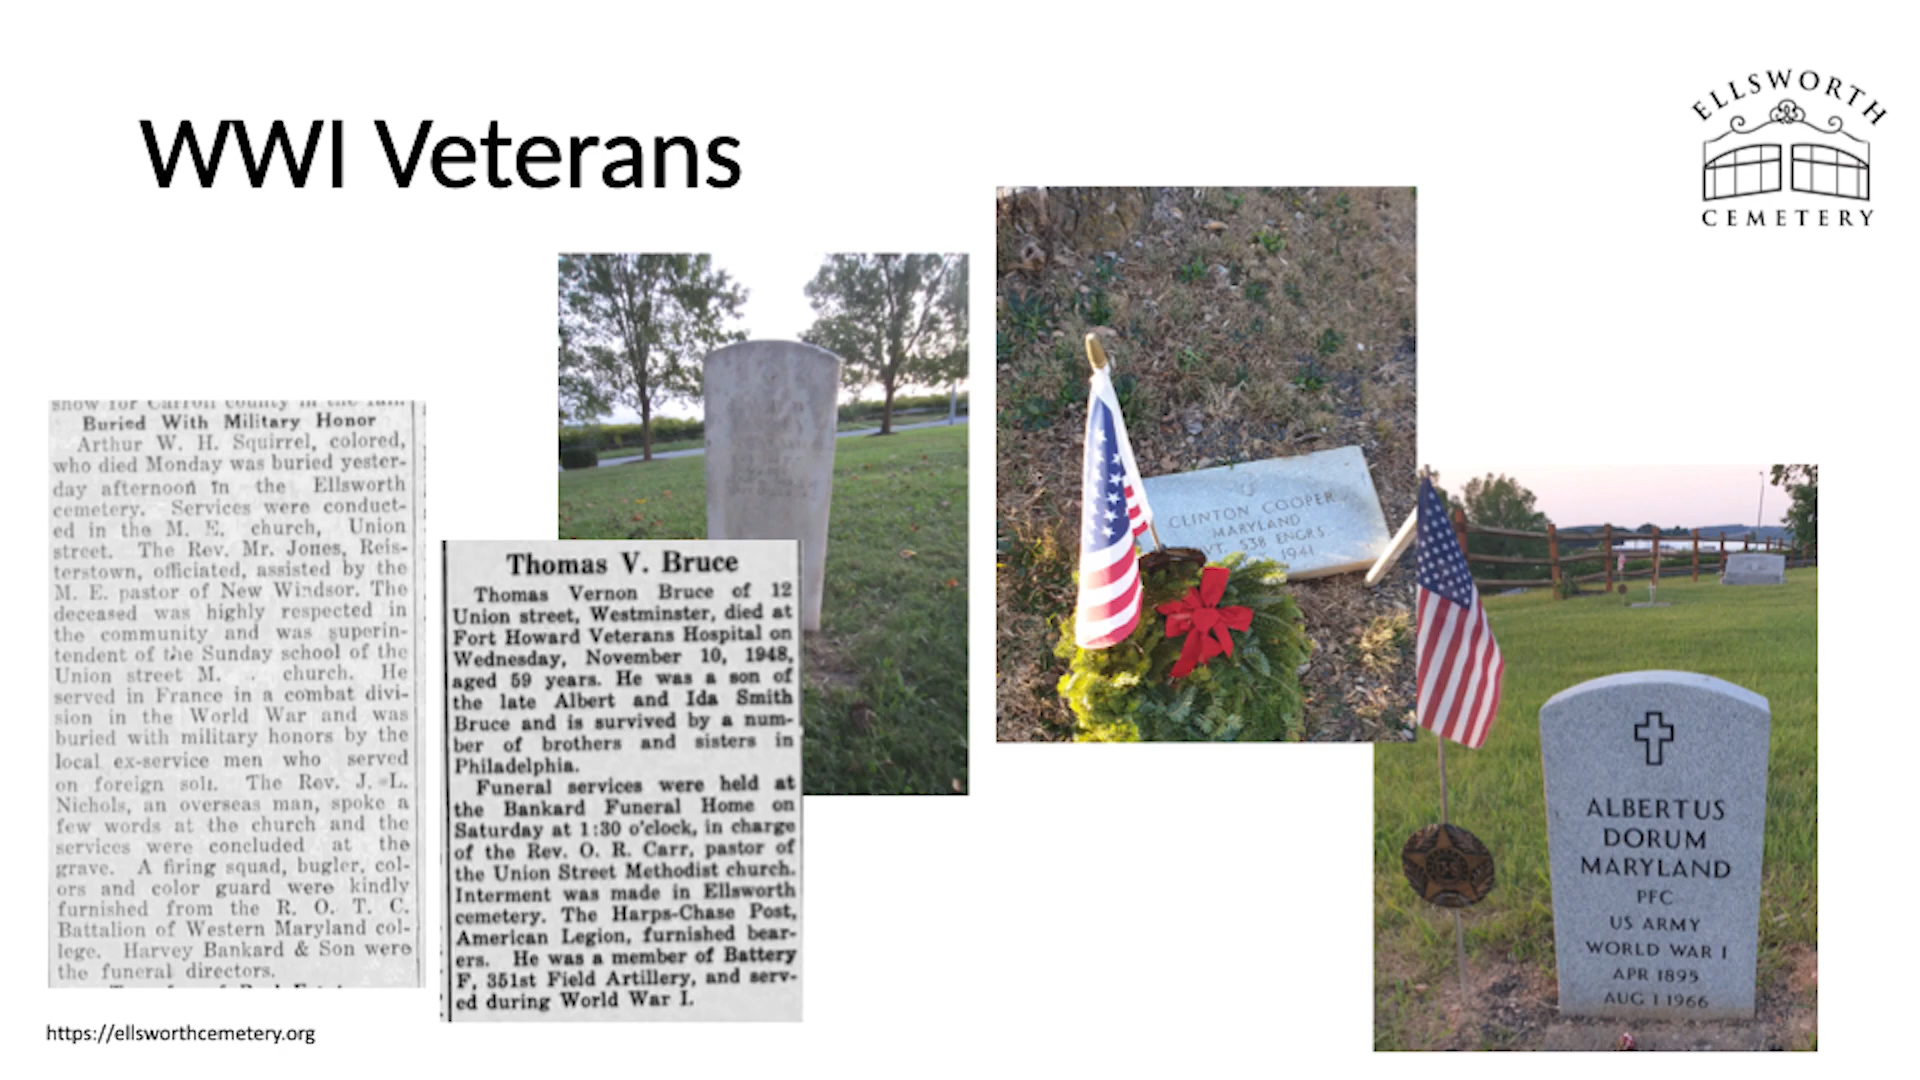 WWI Veterans
ELLSWORTH
CEMETERY
Buried With Military Honor
Arthur W. H. Squirrel, colored,
who died Monday was buried yester-
day afternoon in the Ellsworth
cemetery. Services were conduct-
ed in the M. E. church, Union
street. The Rev. Mr. Jones, Reis-
terstown, officiated, assisted by the
M. E. pastor of New Windsor. The
deceased was highly respected in
the community and was superin-
tendent of the Sunday school of the
Union street M. church. He
served in France in a combat divi-
sion in the World War and was
buried with military honors by the
local ex-service men who served
on foreign soil. The Rev. J. L.
Nichols, an overseas man, spoke a
few words at the church and the
services were concluded at the
grave. A firing squad, bugler, col-
ors and color guard were kindly
furnished from the R. O. T. C.
Battalion of Western Maryland col-
lege. Harvey Bankard & Son were
the funeral directors.
Thomas V. Bruce
Thomas Vernon Bruce of 12
Union street, Westminster, died at
Fort Howard Veterans Hospital on
Wednesday, November 10, 1948,
aged 59 years. He was a son of
the late Albert and Ida Smith
Bruce and is survived by a num-
ber of brothers and sisters in
Philadelphia.
Funeral services were held at
the Bankard Funeral Home on
Saturday at 1:30 o'clock, in charge
of the Rev. O. R. Carr, pastor of
the Union Street Methodist church.
Interment was made in Ellsworth
cemetery. The Harps-Chase Post,
American Legion, furnished bear-
ers. He was a member of Battery
F, 351st Field Artillery, and serv-
ed during World War I.
CLINTON COOPER
MARYLAND
VT. 538 ENGRS
1941
ALBERTUS
DORUM
MARYLAND
PFC
US ARMY
WORLD WAR I
APR 1895
AUG 1 1966
https://ellsworthcemetery.org